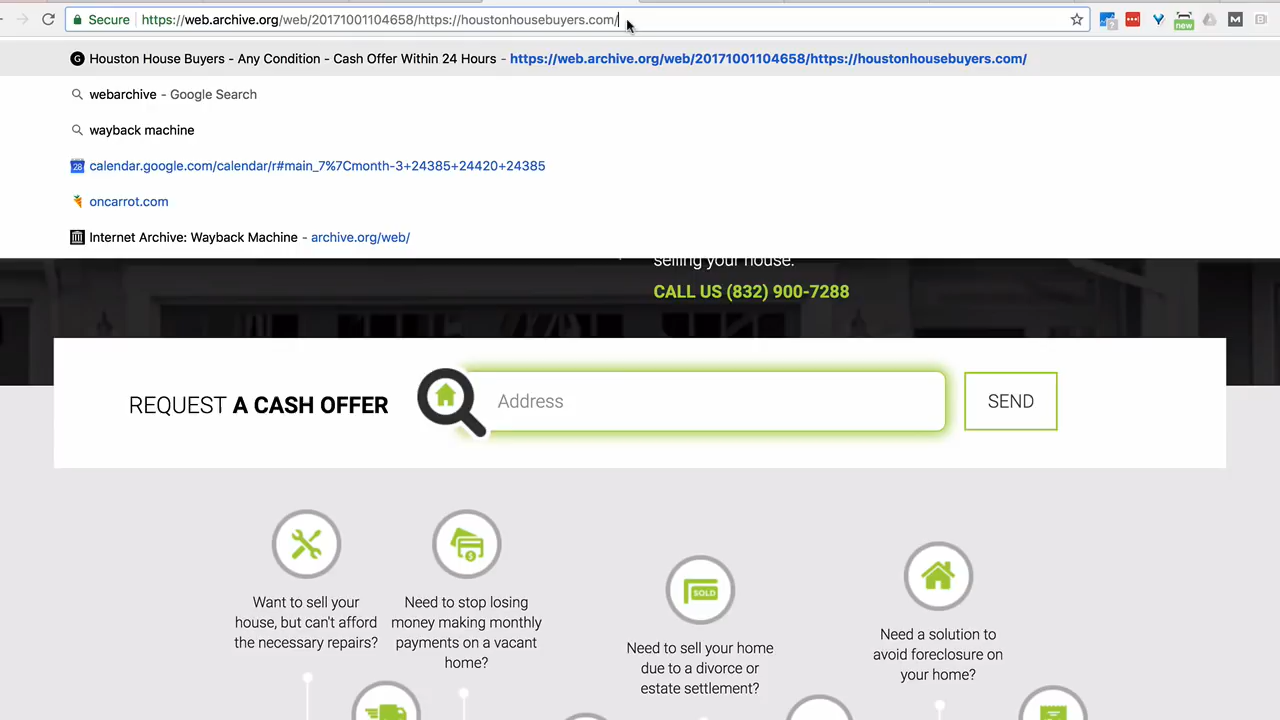 Secure https://web.archive.org/web/20171001104658/https://houstonhousebuyers.com/
new
Houston House Buyers - Any Condition - Cash Offer Within 24 Hours - https://web.archive.org/web/20171001104658/https://houstonhousebuyers.com/
webarchive - Google Search
wayback machine
28 calendar.google.com/calendar/r#main_7%7Cmonth-3+24385+24420+24385
oncarrot.com
Internet Archive: Wayback Machine - archive.org/web/
selling your house.
CALL US (832) 900-7288
REQUEST A CASH OFFER
Address
SEND
Want to sell your
house, but can't afford
the necessary repairs?
Need to stop losing
money making monthly
payments on a vacant
home?
SOLD
Need to sell your home
due to a divorce or
estate settlement?
Need a solution to
avoid foreclosure on
your home?